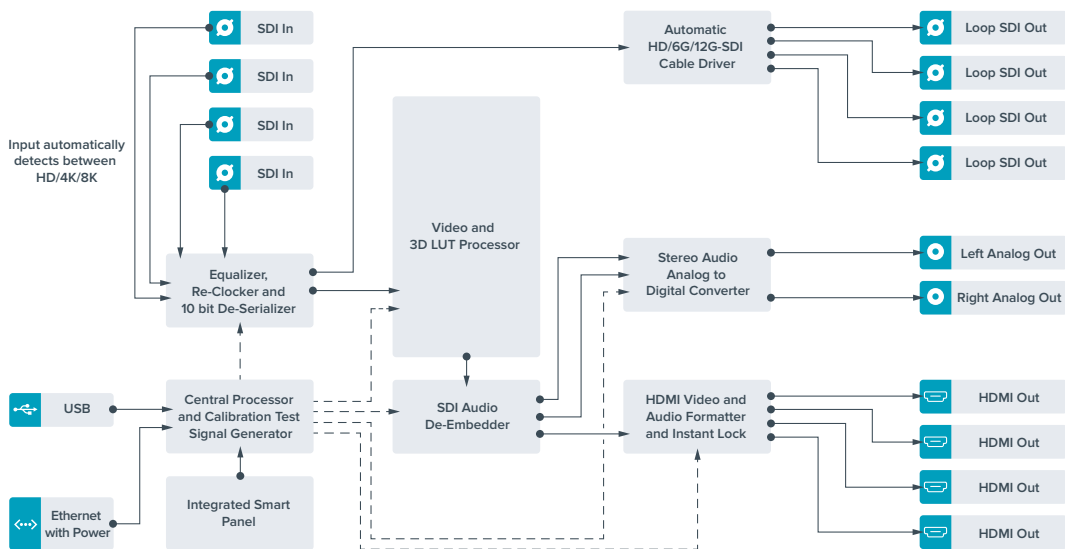 SDI In
SDI In
SDI In
SDI In
Input automatically
detects between
HD/4K/8K
Equalizer,
Re-Clocker and
10 bit De-Serializer
USB
Central Processor
and Calibration Test
Signal Generator
Ethernet
with Power
Integrated Smart
Panel
Video and
3D LUT Processor
SDI Audio
De-Embedder
Automatic
HD/6G/12G-SDI
Cable Driver
Stereo Audio
Analog to
Digital Converter
HDMI Video and
Audio Formatter
and Instant Lock
Loop SDI Out
Loop SDI Out
Loop SDI Out
Loop SDI Out
Left Analog Out
Right Analog Out
HDMI Out
HDMI Out
HDMI Out
HDMI Out